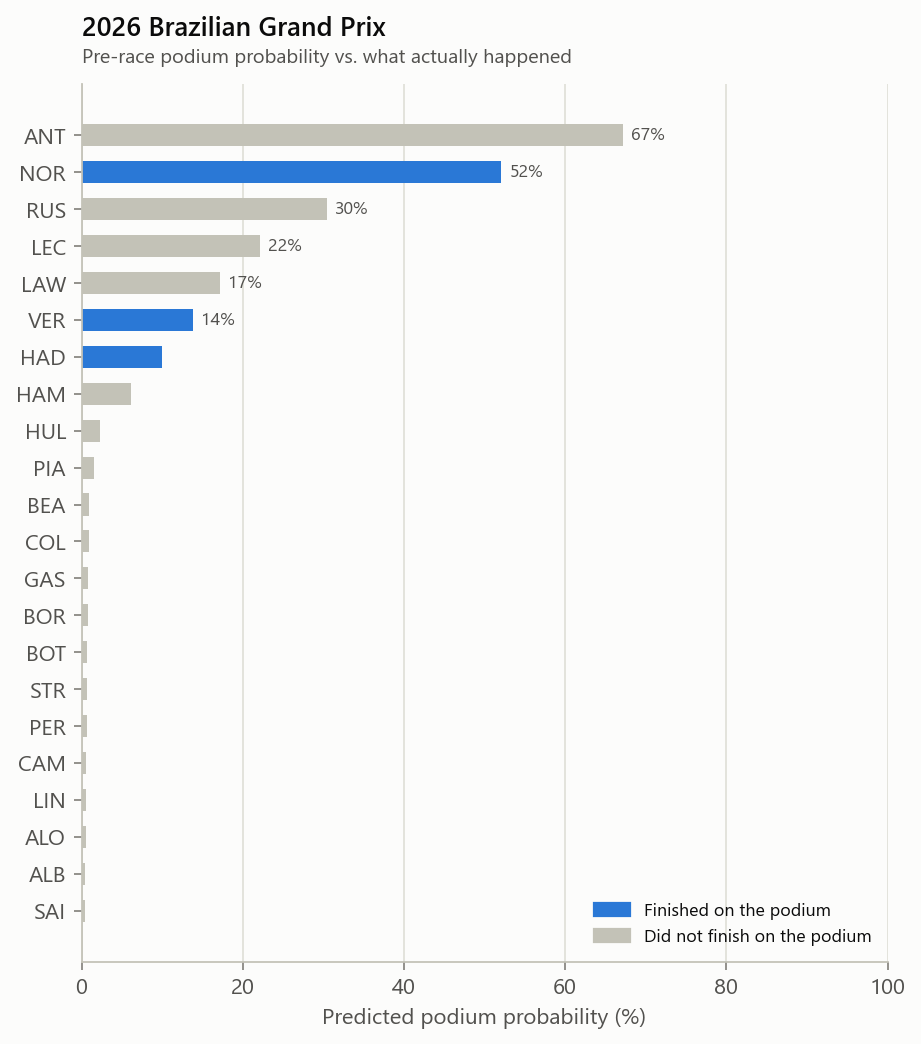 2026 Brazilian Grand Prix
Pre-race podium probability vs. what actually happened
ANT 67%
NOR 52%
RUS 30%
LEC 22%
LAW 17%
VER 14%
HAD
HAM
HUL
PIA
BEA
COL
GAS
BOR
BOT
STR
PER
CAM
LIN
ALO
ALB
SAI
Finished on the podium
Did not finish on the podium
0 20 40 60 80 100
Predicted podium probability (%)